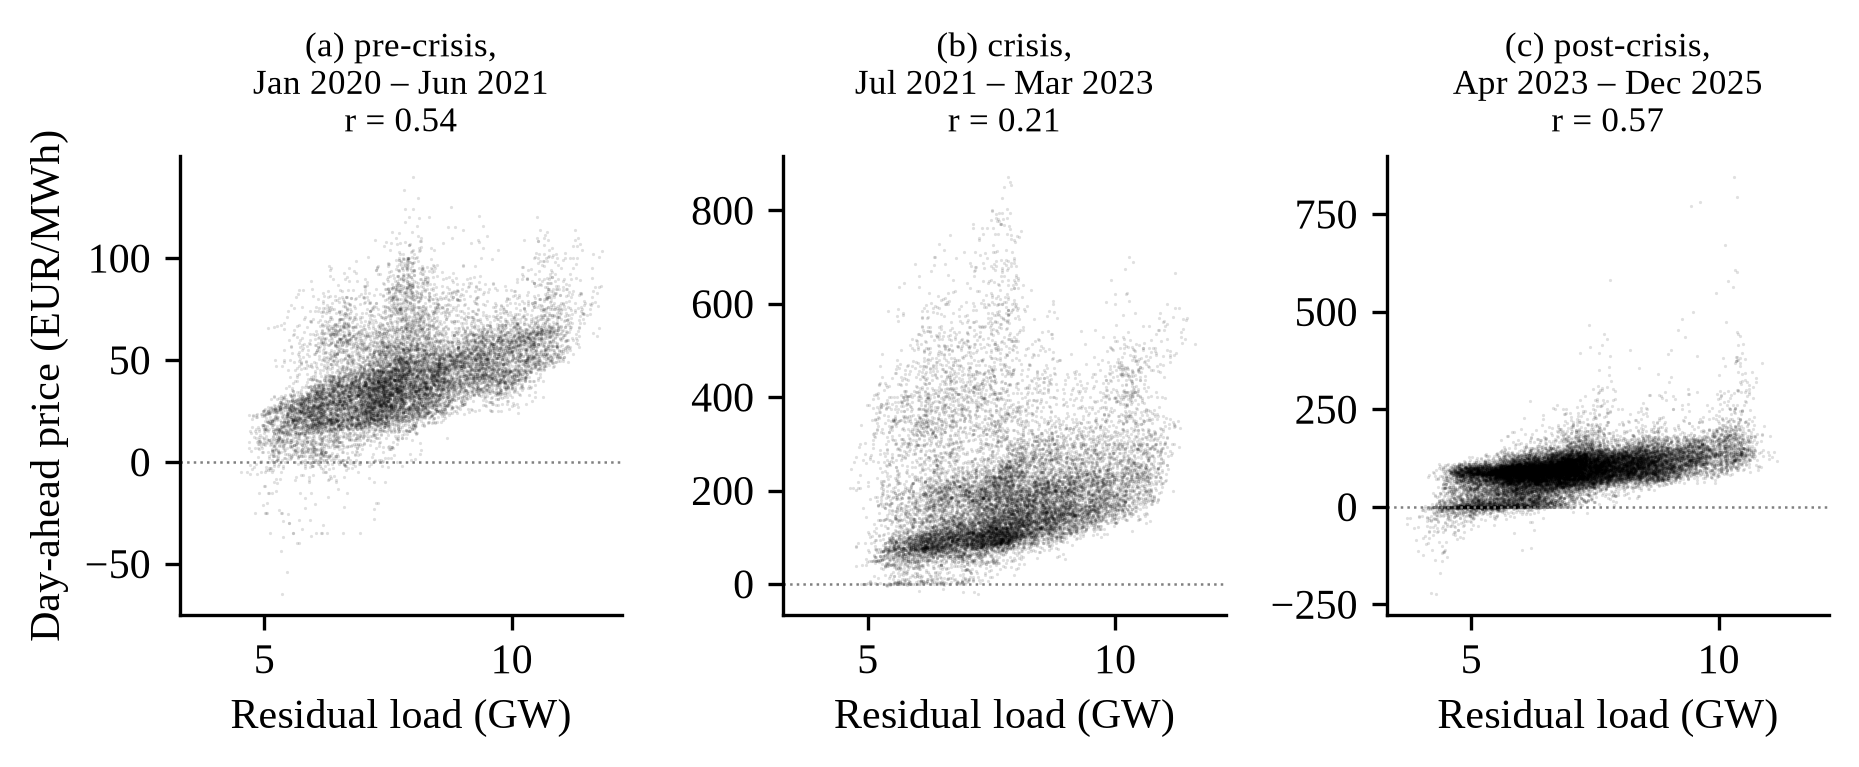 (a) pre-crisis,
Jan 2020 – Jun 2021
r = 0.54
(b) crisis,
Jul 2021 – Mar 2023
r = 0.21
(c) post-crisis,
Apr 2023 – Dec 2025
r = 0.57
Day-ahead price (EUR/MWh)
100
50
0
−50
5
10
Residual load (GW)
800
600
400
200
0
5
10
Residual load (GW)
750
500
250
0
−250
5
10
Residual load (GW)